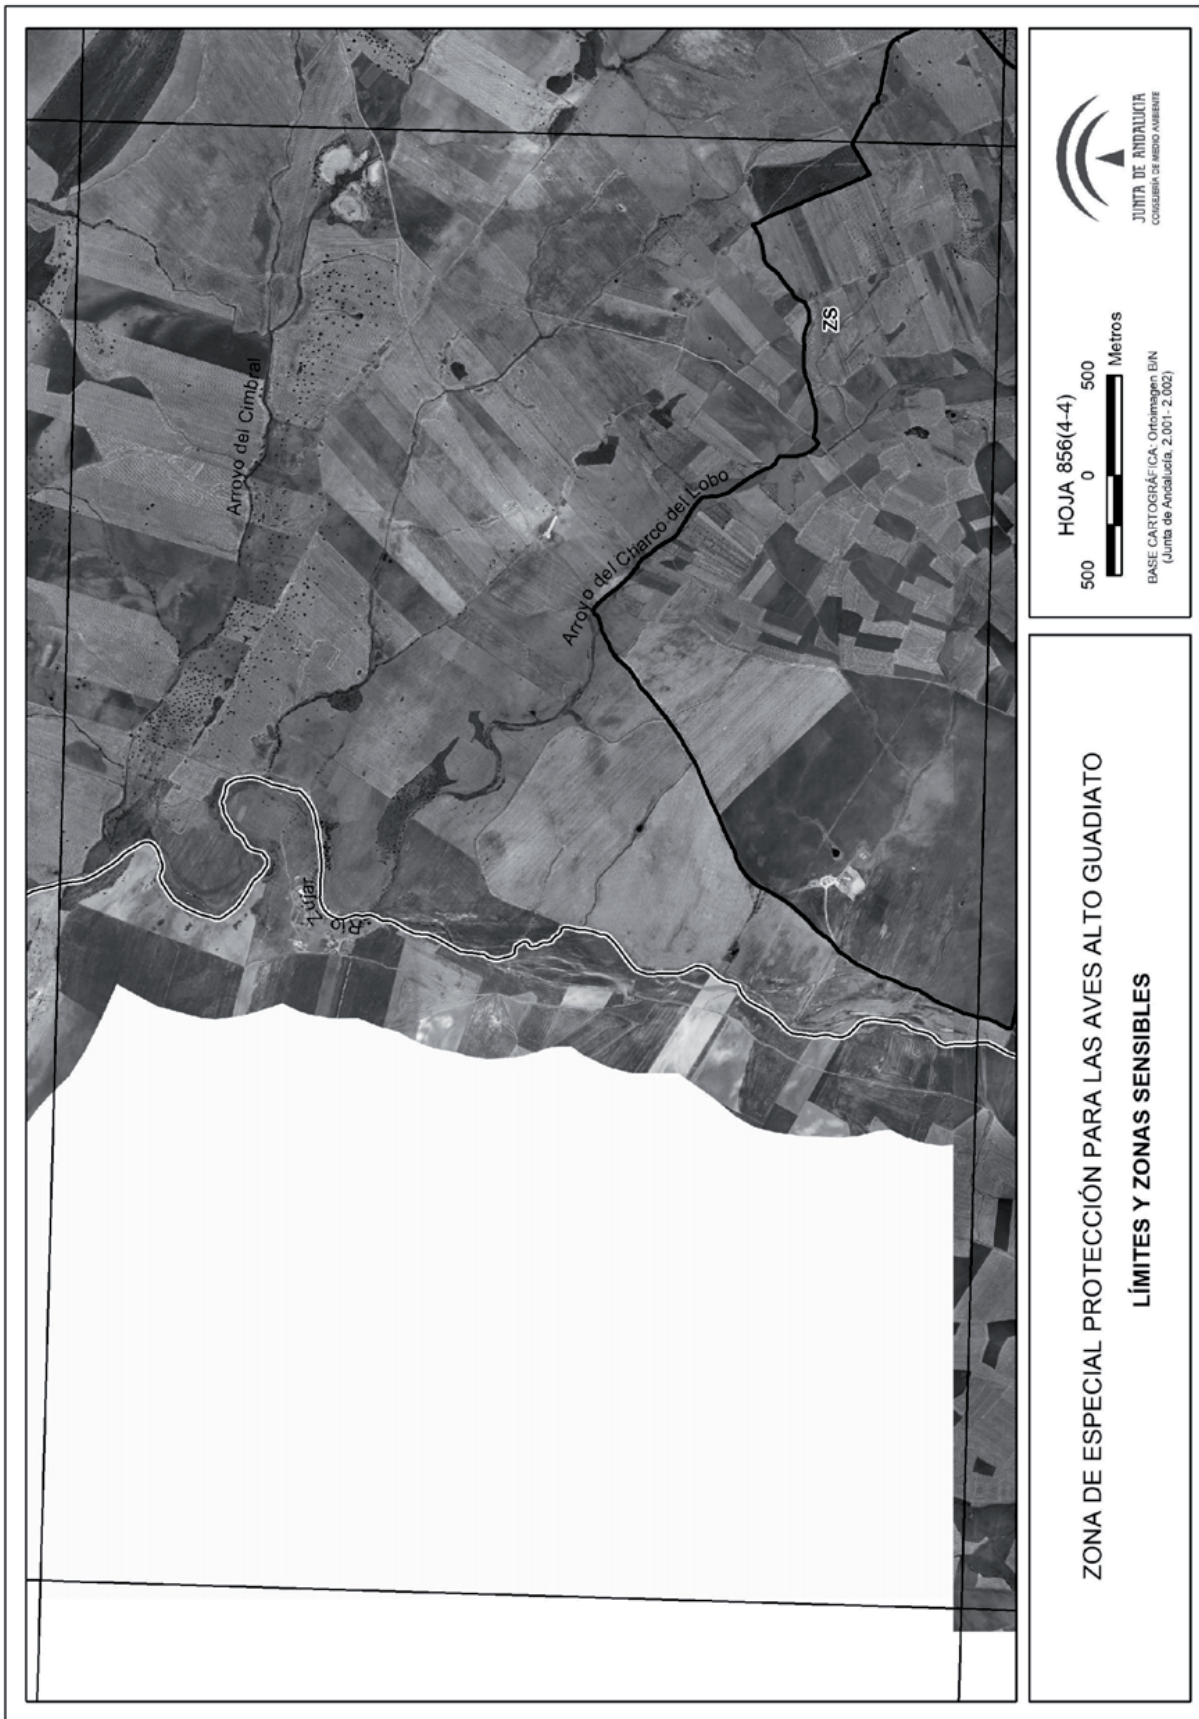 Arroyo del Cimbral
Río Zújar
Arroyo del Charco del Lobo
ZS
ZONA DE ESPECIAL PROTECCIÓN PARA LAS AVES ALTO GUADIATO
LÍMITES Y ZONAS SENSIBLES
HOJA 856(4-4)
500 0 500
Metros
BASE CARTOGRÁFICA: Ortoimagen B/N
(Junta de Andalucía, 2.001- 2.002)
JUNTA DE ANDALUCIA
CONSEJERÍA DE MEDIO AMBIENTE